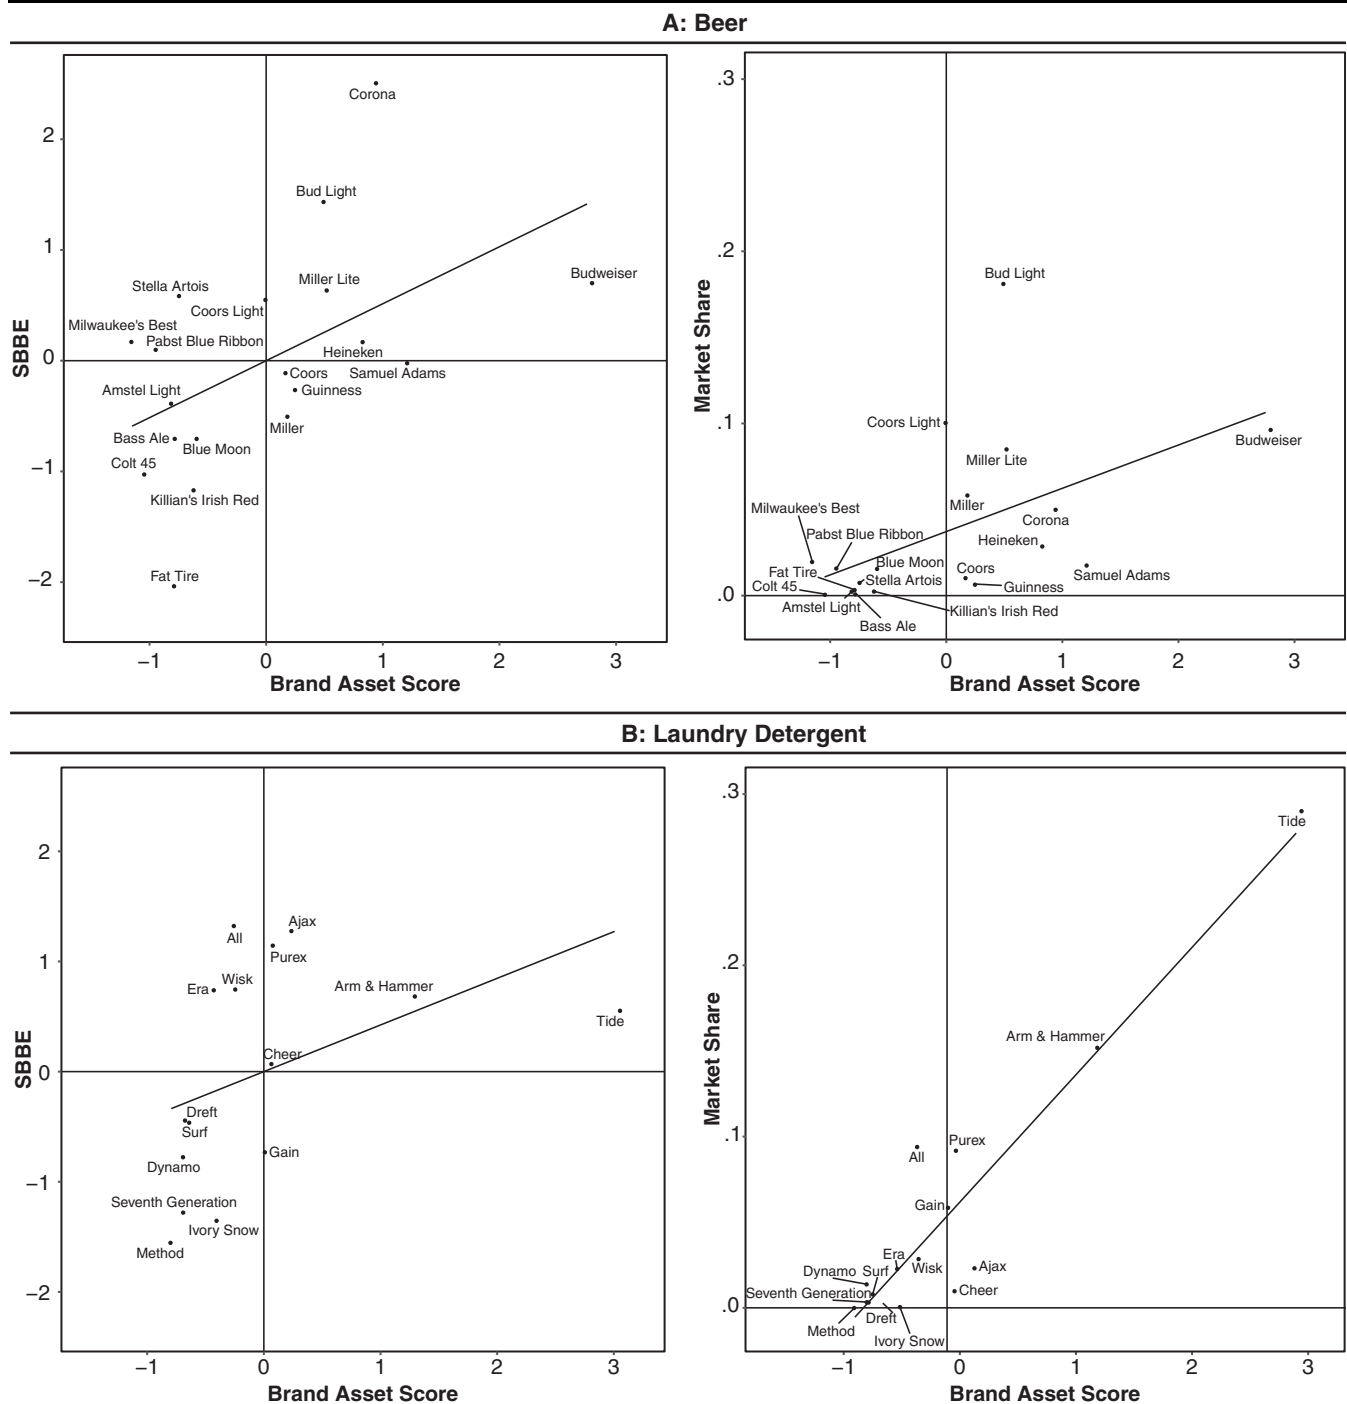 A: Beer
SBBE
2
1
0
−1
−2
Corona
Bud Light
Miller Lite
Budweiser
Stella Artois
Coors Light
Milwaukee's Best
Pabst Blue Ribbon
Heineken
Samuel Adams
Coors
Guinness
Amstel Light
Miller
Bass Ale
Blue Moon
Colt 45
Killian's Irish Red
Fat Tire
−1 0 1 2 3
Brand Asset Score
Market Share
.3
.2
.1
.0
Bud Light
Coors Light
Budweiser
Miller Lite
Miller
Milwaukee's Best
Corona
Pabst Blue Ribbon
Heineken
Blue Moon
Coors
Fat Tire
Samuel Adams
Stella Artois
Colt 45
Guinness
Amstel Light
Killian's Irish Red
Bass Ale
−1 0 1 2 3
Brand Asset Score
B: Laundry Detergent
SBBE
2
1
0
−1
−2
Ajax
All
Purex
Wisk
Era
Arm & Hammer
Tide
Cheer
Dreft
Surf
Gain
Dynamo
Seventh Generation
Ivory Snow
Method
−1 0 1 2 3
Brand Asset Score
Market Share
.3
.2
.1
.0
Tide
Arm & Hammer
Purex
All
Gain
Era
Wisk
Ajax
Dynamo Surf
Cheer
Seventh Generation
Dreft
Method
Ivory Snow
−1 0 1 2 3
Brand Asset Score